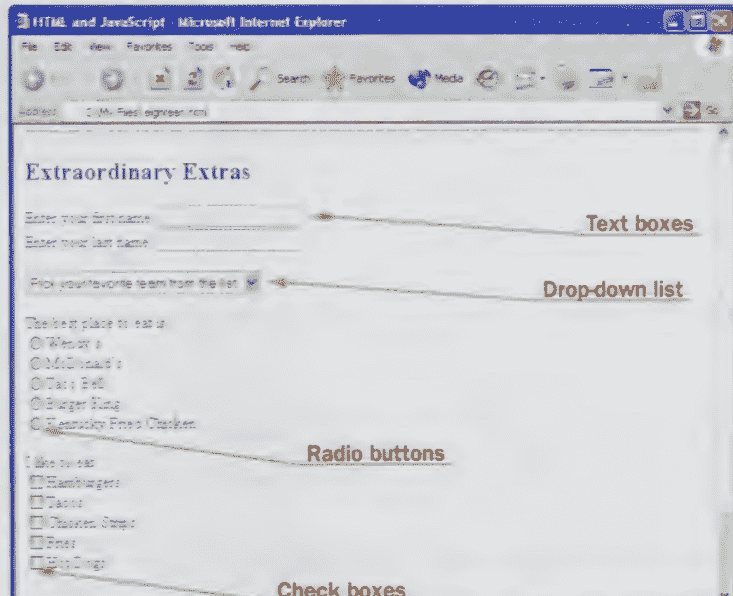 HTML and JavaScript - Microsoft Internet Explorer
File Edit View Favorites Tools Help
Search Favorites Media
Address
Extraordinary Extras
Enter your first name
Text boxes
Enter your last name
Pick your favorite team from the list
Drop-down list
The best place to eat is
Wendy's
McDonald's
Taco Bell
Burger King
Kentucky Fried Chicken
Radio buttons
I like to eat
Hamburgers
Tacos
Chicken Strips
Fries
Hot Dogs
Check boxes